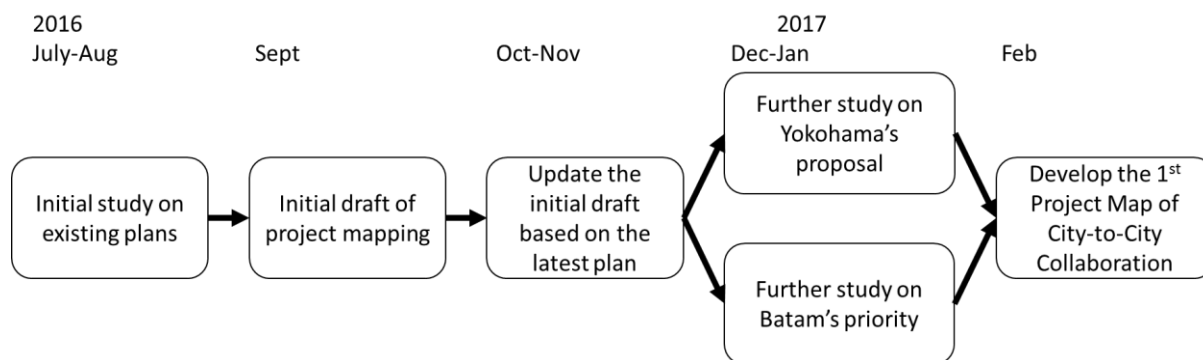 2016
2017
July-Aug
Sept
Oct-Nov
Dec-Jan
Feb
Initial study on
existing plans
Initial draft of
project mapping
Update the
initial draft
based on the
latest plan
Further study on
Yokohama’s
proposal
Further study on
Batam’s priority
Develop the 1st
Project Map of
City-to-City
Collaboration